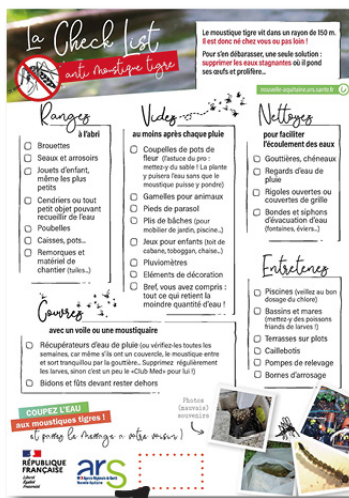 La Check List
anti moustique tigre
Le moustique tigre vit dans un rayon de 150 m.
Il est donc né chez vous ou pas loin !
Pour s'en débarrasser, une seule solution :
supprimer les eaux stagnantes où il pond
ses œufs et prolifère...
nouvelle-aquitaine.ars.sante.fr
Rangez
à l'abri
Brouettes
Seaux et arrosoirs
Jouets d'enfant,
même les plus
petits
Cendriers ou tout
petit objet pouvant
recueillir de l'eau
Poubelles
Caisses, pots...
Remorques et
matériel de
chantier (tuiles..)
Videz
au moins après chaque pluie
Coupelles de pots de
fleur (l'astuce du pro :
mettez-y du sable ! La plante
y puisera l'eau sans que le
moustique puisse y pondre)
Gamelles pour animaux
Pieds de parasol
Plis de bâches (pour
mobilier de jardin, piscine...)
Jeux pour enfants (toit de
cabane, toboggan, chaise...)
Pluviomètres
Eléments de décoration
Bref, vous avez compris :
tout ce qui retient la
moindre quantité d'eau !
Nettoyez
pour faciliter
l'écoulement des eaux
Gouttières, chéneaux
Regards d'eau de
pluie
Rigoles ouvertes ou
couvertes de grille
Bondes et siphons
d'évacuation d'eau
(fontaines, éviers...)
Entretenez
Piscines (veillez au bon
dosage du chlore)
Bassins et mares
(mettez-y des poissons
friands de larves !)
Terrasses sur plots
Caillebotis
Pompes de relevage
Bornes d'arrosage
Couvrez
avec un voile ou une moustiquaire
Récupérateurs d'eau de pluie (ou vérifiez-les toutes les
semaines, car même s'ils ont un couvercle, le moustique entre
et sort tranquillou par la gouttière.. Supprimez régulièrement
les larves, sinon c'est un peu le «Club Med» pour lui !)
Bidons et fûts devant rester dehors
COUPEZ L'EAU
aux moustiques tigres !
et passez le message à votre voisin !
Photos
(mauvais)
souvenirs
RÉPUBLIQUE
FRANÇAISE
Liberté
Égalité
Fraternité
ars
Agence Régionale de Santé
Nouvelle-Aquitaine